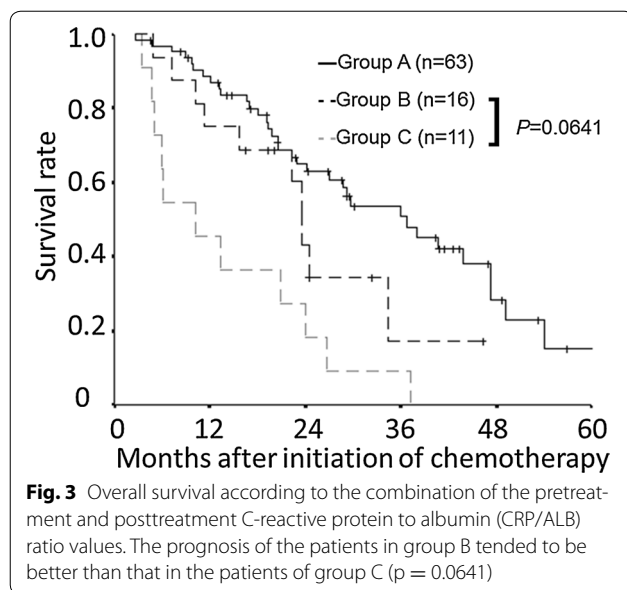 1.0
0.8
0.6
0.4
0.2
0
Survival rate
Group A (n=63)
Group B (n=16)
Group C (n=11)
P=0.0641
0 12 24 36 48 60
Months after initiation of chemotherapy
Fig. 3 Overall survival according to the combination of the pretreat-
ment and posttreatment C-reactive protein to albumin (CRP/ALB)
ratio values. The prognosis of the patients in group B tended to be
better than that in the patients of group C (p = 0.0641)